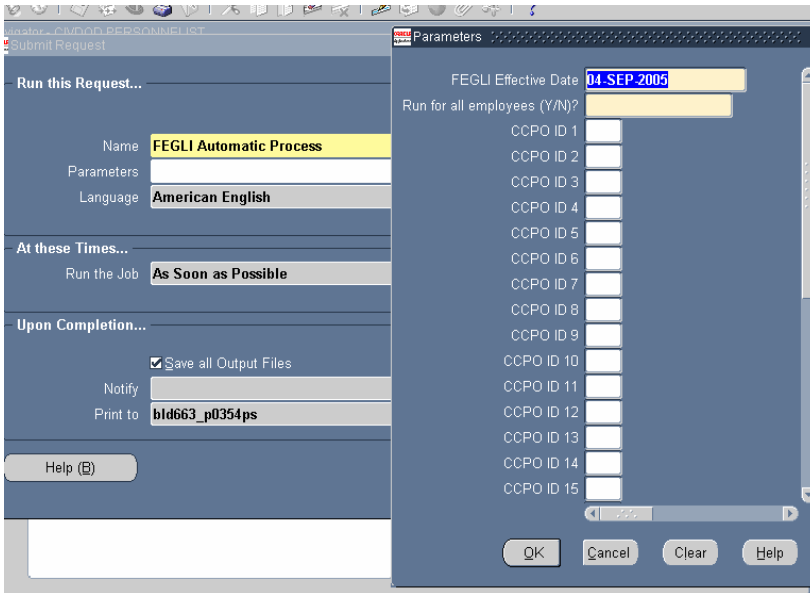 vigator - CIVDOD PERSONNELIST
Submit Request
Run this Request...
Name FEGLI Automatic Process
Parameters
Language American English
At these Times...
Run the Job As Soon as Possible
Upon Completion...
Save all Output Files
Notify
Print to bld663_p0354ps
Help (B)
ORACLE
Parameters
FEGLI Effective Date 04-SEP-2005
Run for all employees (Y/N)?
CCPO ID 1
CCPO ID 2
CCPO ID 3
CCPO ID 4
CCPO ID 5
CCPO ID 6
CCPO ID 7
CCPO ID 8
CCPO ID 9
CCPO ID 10
CCPO ID 11
CCPO ID 12
CCPO ID 13
CCPO ID 14
CCPO ID 15
OK Cancel Clear Help